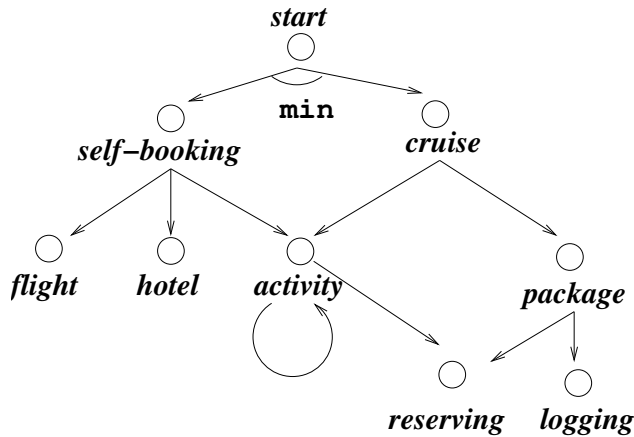 start
min
self-booking
cruise
flight
hotel
activity
package
reserving
logging